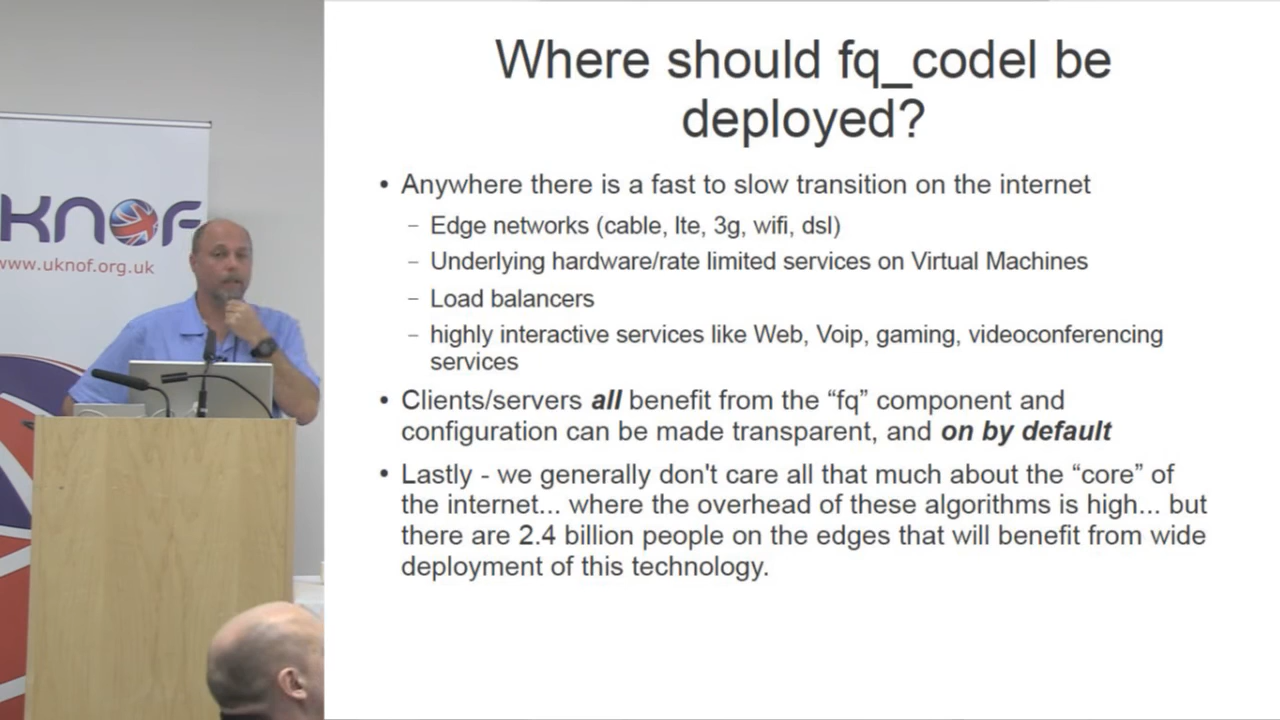 KNOF
www.uknof.org.uk
Where should fq_codel be
deployed?
• Anywhere there is a fast to slow transition on the internet
– Edge networks (cable, lte, 3g, wifi, dsl)
– Underlying hardware/rate limited services on Virtual Machines
– Load balancers
– highly interactive services like Web, Voip, gaming, videoconferencing
services
• Clients/servers all benefit from the “fq” component and
configuration can be made transparent, and on by default
• Lastly - we generally don't care all that much about the “core” of
the internet... where the overhead of these algorithms is high... but
there are 2.4 billion people on the edges that will benefit from wide
deployment of this technology.